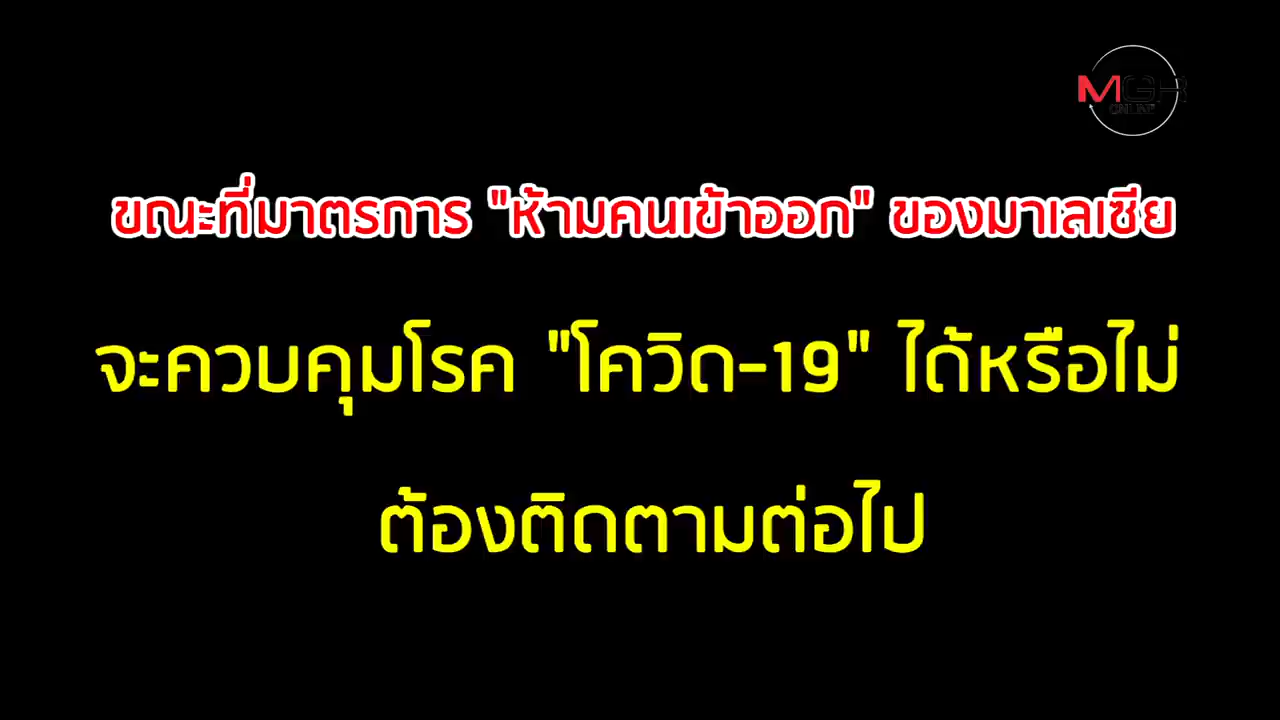 MGR
ONLINE
ขณะที่มาตรการ "ห้ามคนเข้าออก" ของมาเลเซีย
จะควบคุมโรค "โควิด-19" ได้หรือไม่
ต้องติดตามต่อไป